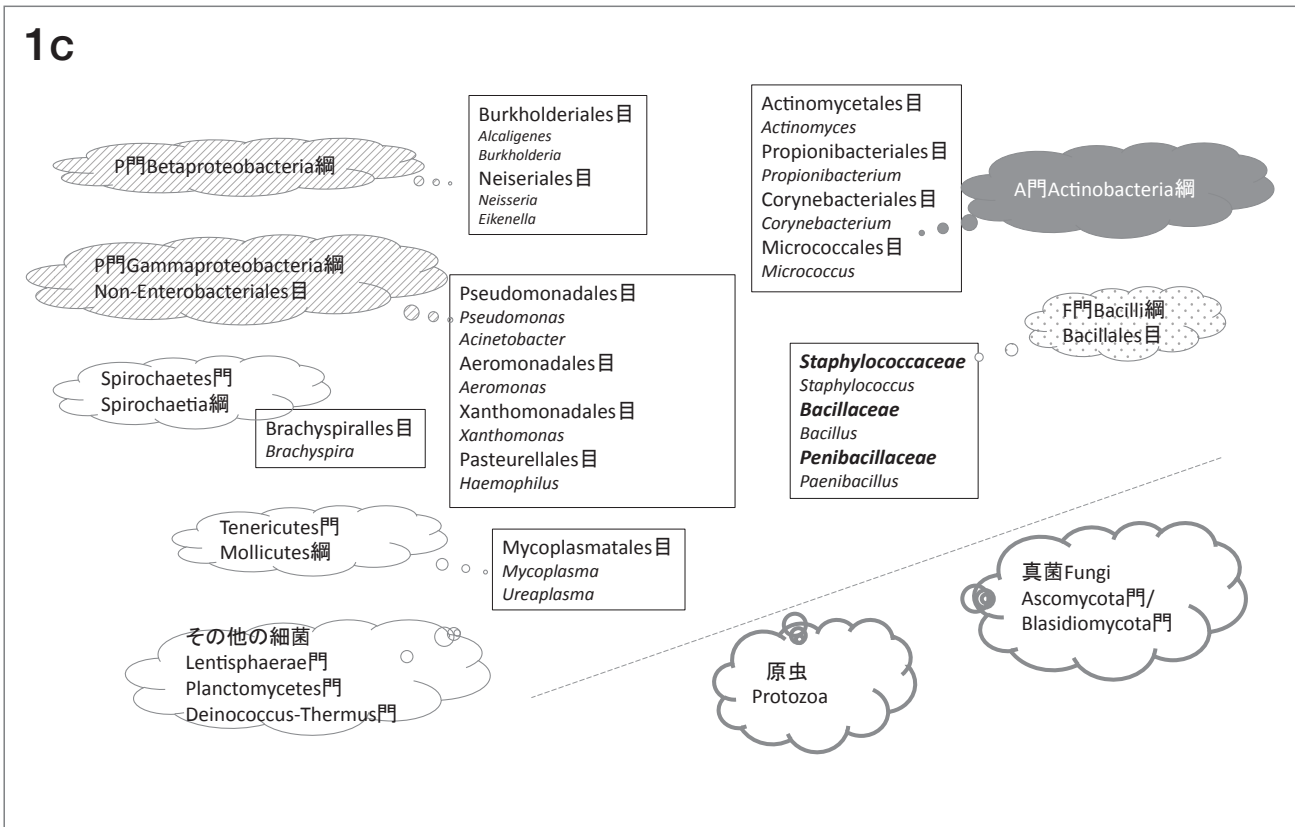 1c
P門Betaproteobacteria綱
Burkholderiales目
Alcaligenes
Burkholderia
Neiseriales目
Neisseria
Eikenella
Actinomycetales目
Actinomyces
Propionibacteriales目
Propionibacterium
Corynebacteriales目
Corynebacterium
Micrococcales目
Micrococcus
A門Actinobacteria綱
P門Gammaproteobacteria綱
Non-Enterobacteriales目
Pseudomonadales目
Pseudomonas
Acinetobacter
Aeromonadales目
Aeromonas
Xanthomonadales目
Xanthomonas
Pasteurellales目
Haemophilus
F門Bacilli綱
Bacillales目
Staphylococcaceae
Staphylococcus
Bacillaceae
Bacillus
Penibacillaceae
Paenibacillus
Spirochaetes門
Spirochaetia綱
Brachyspiralles目
Brachyspira
Tenericutes門
Mollicutes綱
Mycoplasmatales目
Mycoplasma
Ureaplasma
その他の細菌
Lentisphaerae門
Planctomycetes門
Deinococcus-Thermus門
原虫
Protozoa
真菌Fungi
Ascomycota門/
Blasidiomycota門